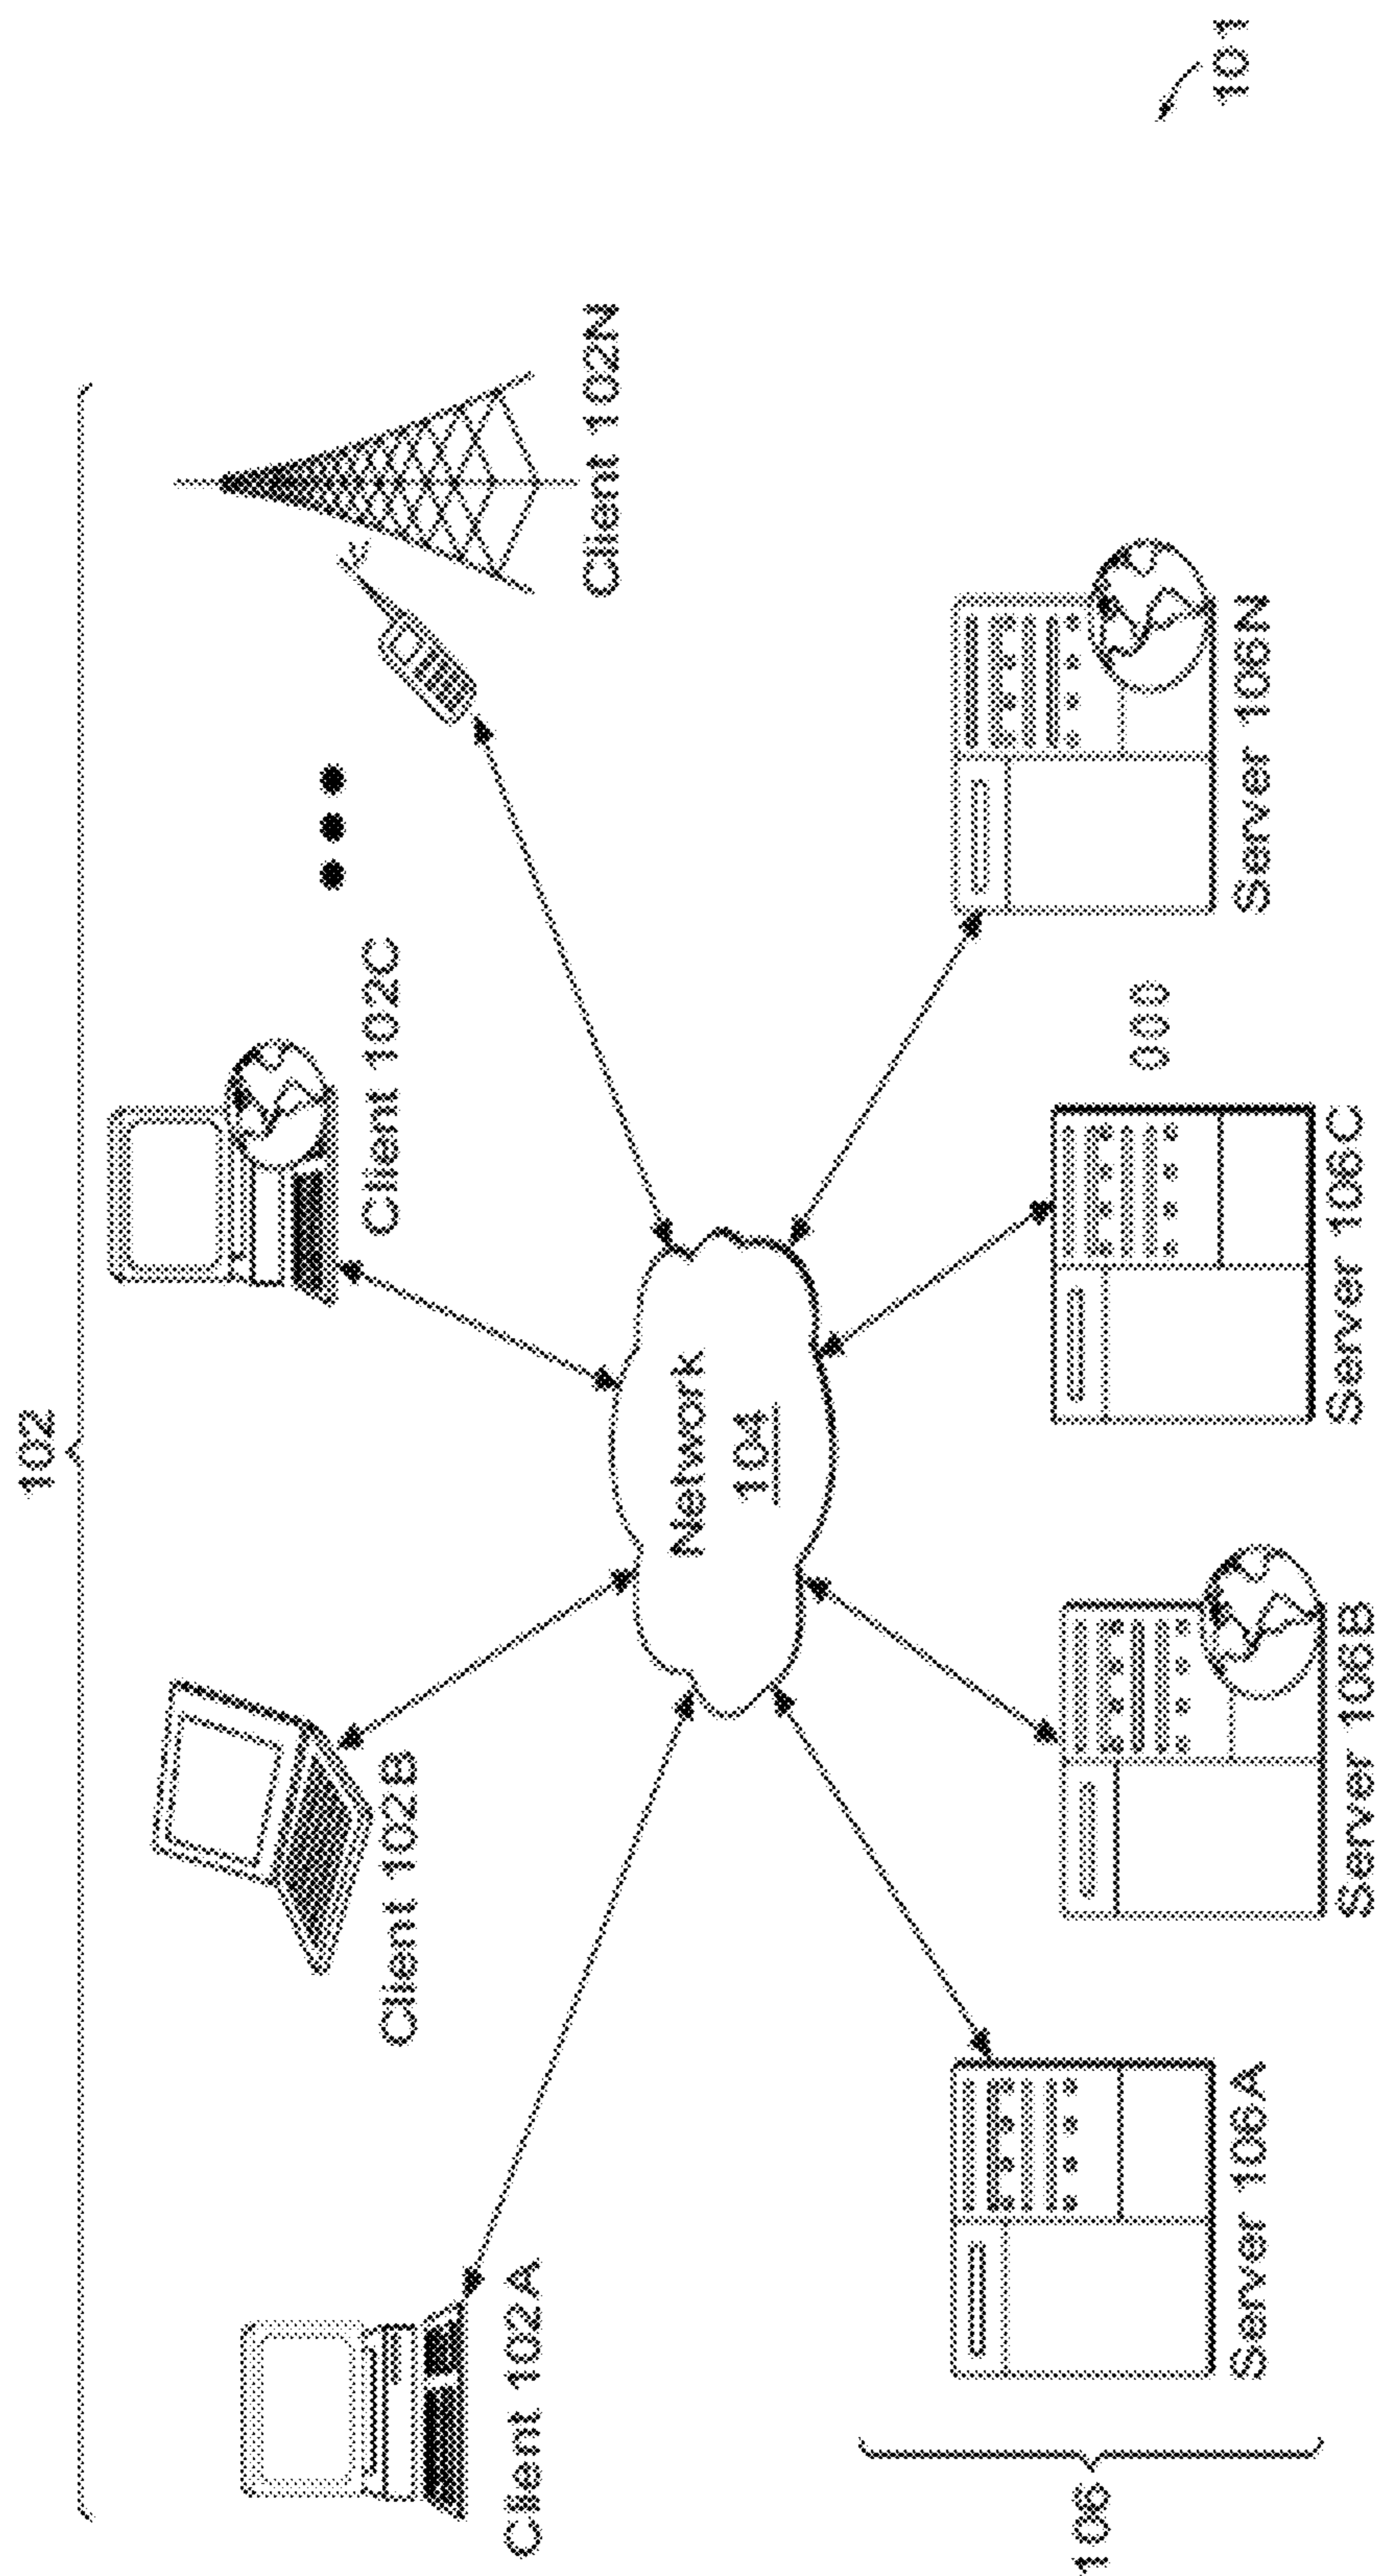 102
Client 102A
Client 102B
Client 102C
Client 102N
Network
104
106
Server 106A
Server 106B
Server 106C
000
Server 106N
101